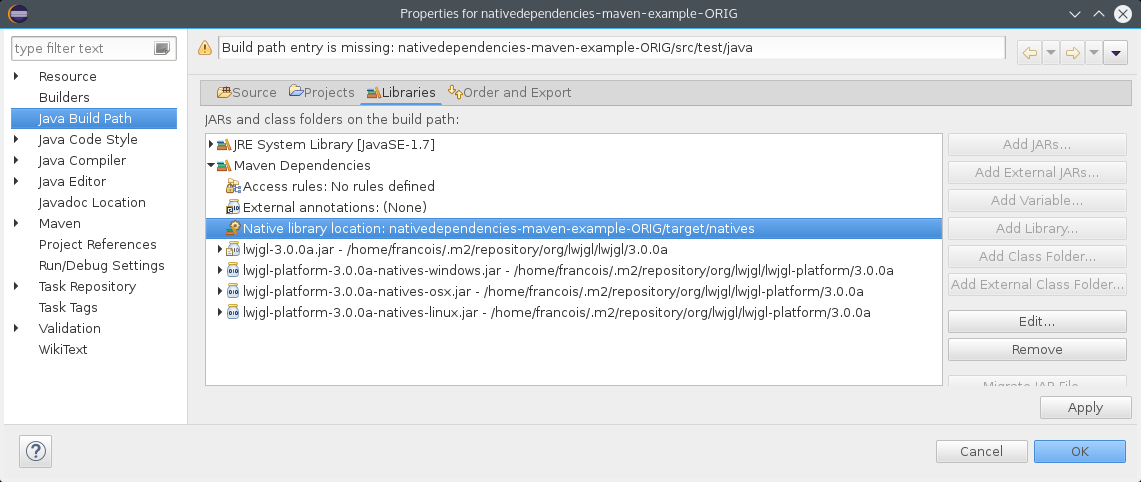 Properties for nativedependencies-maven-example-ORIG
type filter text
Resource
Builders
Java Build Path
Java Code Style
Java Compiler
Java Editor
Javadoc Location
Maven
Project References
Run/Debug Settings
Task Repository
Task Tags
Validation
WikiText
Build path entry is missing: nativedependencies-maven-example-ORIG/src/test/java
Source Projects Libraries Order and Export
JARs and class folders on the build path:
JRE System Library [JavaSE-1.7]
Maven Dependencies
Access rules: No rules defined
External annotations: (None)
Native library location: nativedependencies-maven-example-ORIG/target/natives
lwjgl-3.0.0a.jar - /home/francois/.m2/repository/org/lwjgl/lwjgl/3.0.0a
lwjgl-platform-3.0.0a-natives-windows.jar - /home/francois/.m2/repository/org/lwjgl/lwjgl-platform/3.0.0a
lwjgl-platform-3.0.0a-natives-osx.jar - /home/francois/.m2/repository/org/lwjgl/lwjgl-platform/3.0.0a
lwjgl-platform-3.0.0a-natives-linux.jar - /home/francois/.m2/repository/org/lwjgl/lwjgl-platform/3.0.0a
Add JARs...
Add External JARs...
Add Variable...
Add Library...
Add Class Folder...
Add External Class Folder...
Edit...
Remove
Migrate JAR File...
Apply
?
Cancel
OK